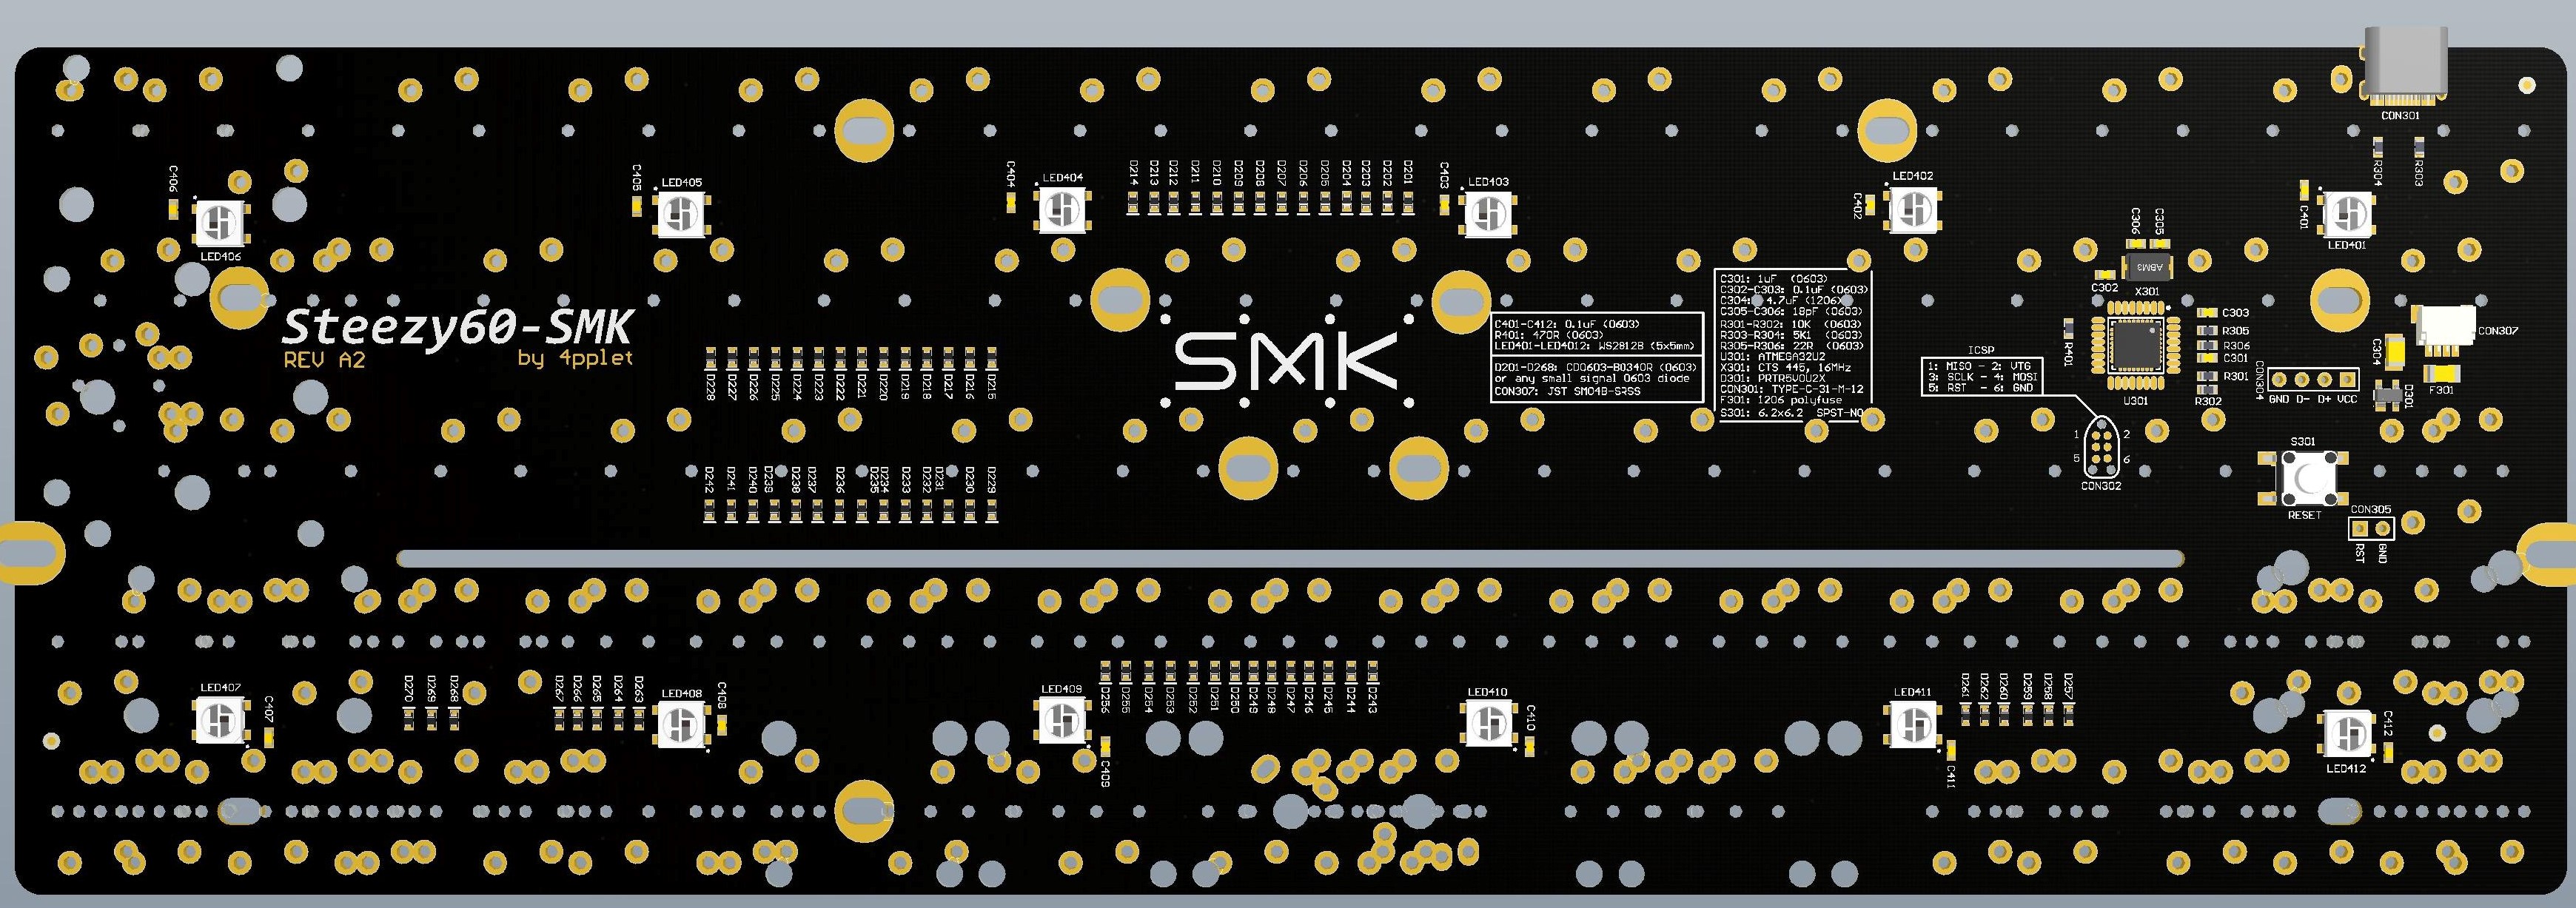 CON301
R304
R303
C406
C405
C404
D214
D213
D212
D211
D210
D209
D208
D207
D206
D205
D204
D203
D202
D201
C403
C402
C401
LED406
LED405
LED404
LED403
LED402
LED401
C306
C305
ABM3
C302
X301
Steezy60-SMK
REV A2
by 4pplet
SMK
C401-C412: 0.1uF (0603)
R401: 470R (0603)
LED401-LED4012: WS2812B (5x5mm)
D201-D268: CD0603-B0340R (0603)
or any small signal 0603 diode
CON307: JST SM04B-SRSS
C301: 1uF (0603)
C302-C303: 0.1uF (0603)
C304: 4.7uF (1206)
C305-C306: 18pF (0603)
R301-R302: 10K (0603)
R303-R304: 5K1 (0603)
R305-R306: 22R (0603)
U301: ATMEGA32U2
X301: CTS 445, 16MHz
D301: PRTR5V0U2X
CON301: TYPE-C-31-M-12
F301: 1206 polyfuse
S301: 6.2x6.2 SPST-NO
ICSP
1: MISO - 2: VTG
3: SCLK - 4: MOSI
5: RST - 6: GND
1
2
5
6
CON302
R401
U301
C303
R305
R306
C301
R301
R302
CON304
GND D- D+ VCC
C304
D301
F301
CON307
S301
RESET
CON305
RST
GND
D228
D227
D226
D225
D224
D223
D222
D221
D220
D219
D218
D217
D216
D215
D242
D241
D240
D239
D238
D237
D236
D235
D234
D233
D232
D231
D230
D229
LED407
C407
D270
D269
D268
D267
D266
D265
D264
D263
LED408
C408
LED409
C409
D256
D255
D254
D253
D252
D251
D250
D249
D248
D247
D246
D245
D244
D243
LED410
C410
LED411
C411
D261
D262
D260
D259
D258
D257
LED412
C412